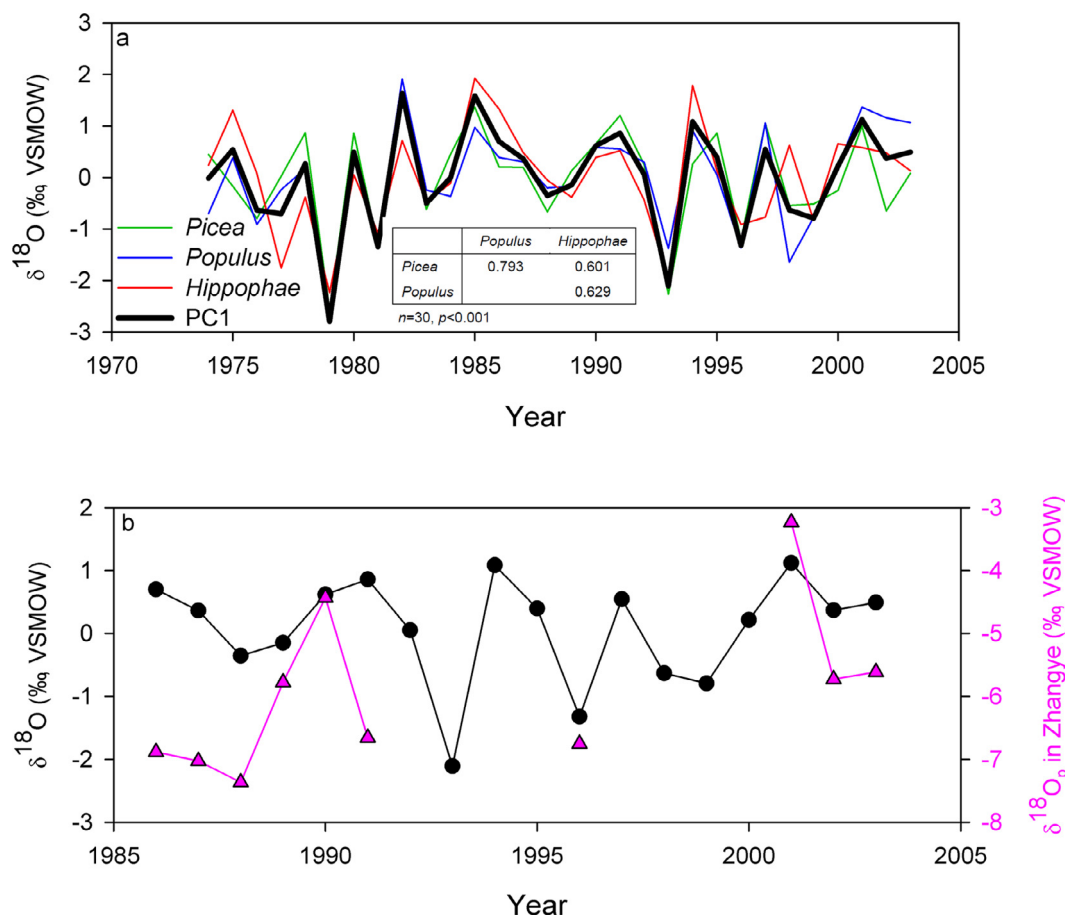 a
3
2
1
0
-1
-2
-3
δ18O (‰ VSMOW)
Picea
Populus
Hippophae
PC1
Populus Hippophae
Picea 0.793 0.601
Populus 0.629
n=30, p<0.001
1970 1975 1980 1985 1990 1995 2000 2005
Year
b
2
1
0
-1
-2
-3
δ18O (‰ VSMOW)
-3
-4
-5
-6
-7
-8
δ18Op in Zhangye (‰ VSMOW)
1985 1990 1995 2000 2005
Year